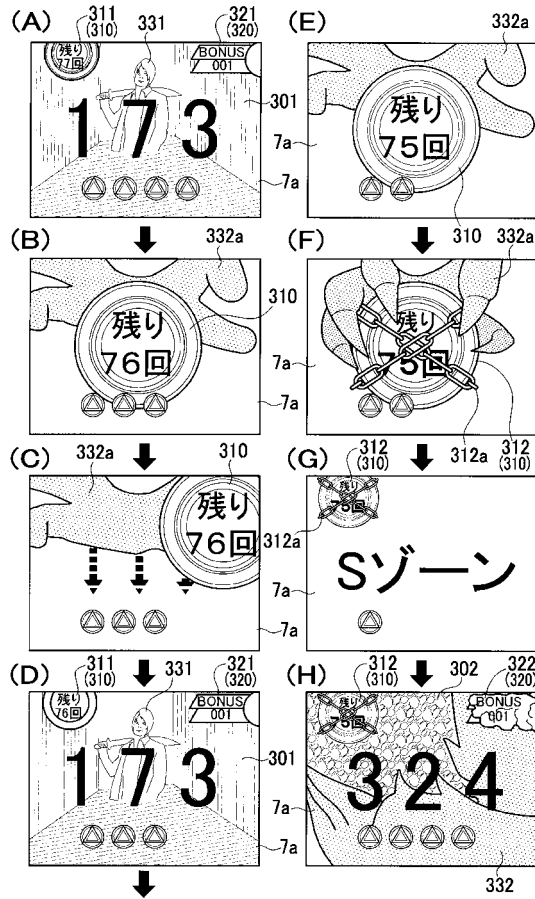 (A)
311
(310)
331
321
(320)
残り
77回
BONUS
001
301
173
7a
(B)
332a
310
残り
76回
7a
(C)
332a
310
残り
76回
7a
(D)
311
(310)
331
321
(320)
残り
76回
BONUS
001
301
173
7a
(E)
332a
残り
75回
7a
310
(F)
332a
残り
75回
7a
312a
312
(310)
(G)
312
(310)
残り
75回
312a
7a
Sゾーン
(H)
312
(310)
302
322
(320)
残り
75回
BONUS
001
324
7a
332